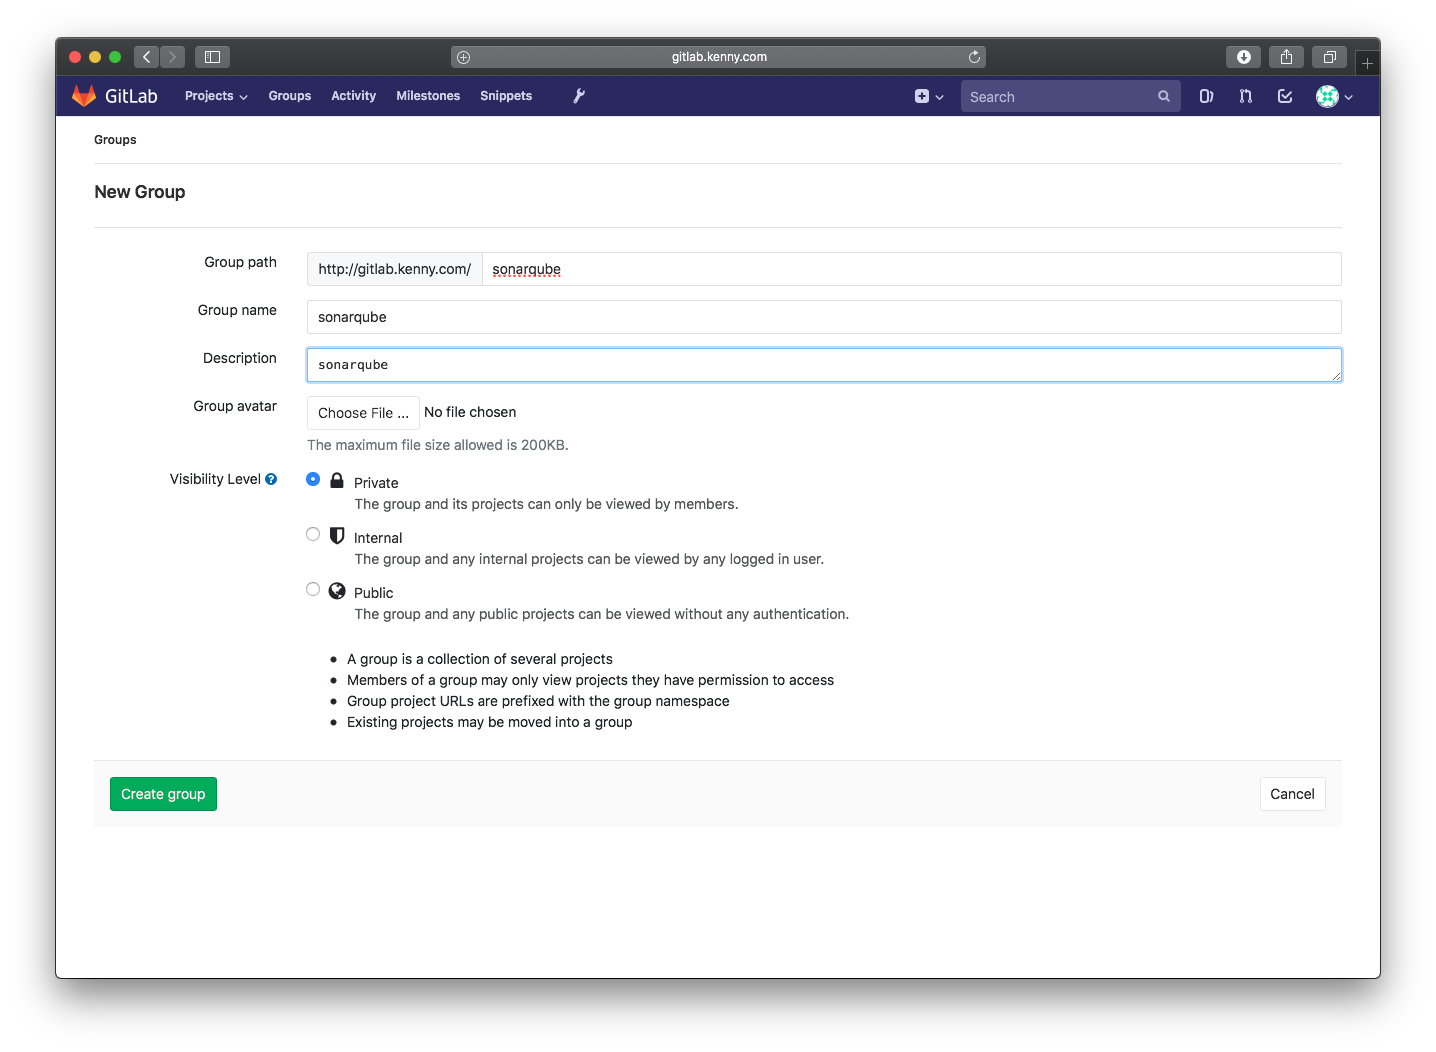 gitlab.kenny.com
GitLab Projects Groups Activity Milestones Snippets Search
Groups
New Group
Group path http://gitlab.kenny.com/ sonarqube
Group name sonarqube
Description sonarqube
Group avatar Choose File ... No file chosen
The maximum file size allowed is 200KB.
Visibility Level ? Private
The group and its projects can only be viewed by members.
Internal
The group and any internal projects can be viewed by any logged in user.
Public
The group and any public projects can be viewed without any authentication.
• A group is a collection of several projects
• Members of a group may only view projects they have permission to access
• Group project URLs are prefixed with the group namespace
• Existing projects may be moved into a group
Create group Cancel